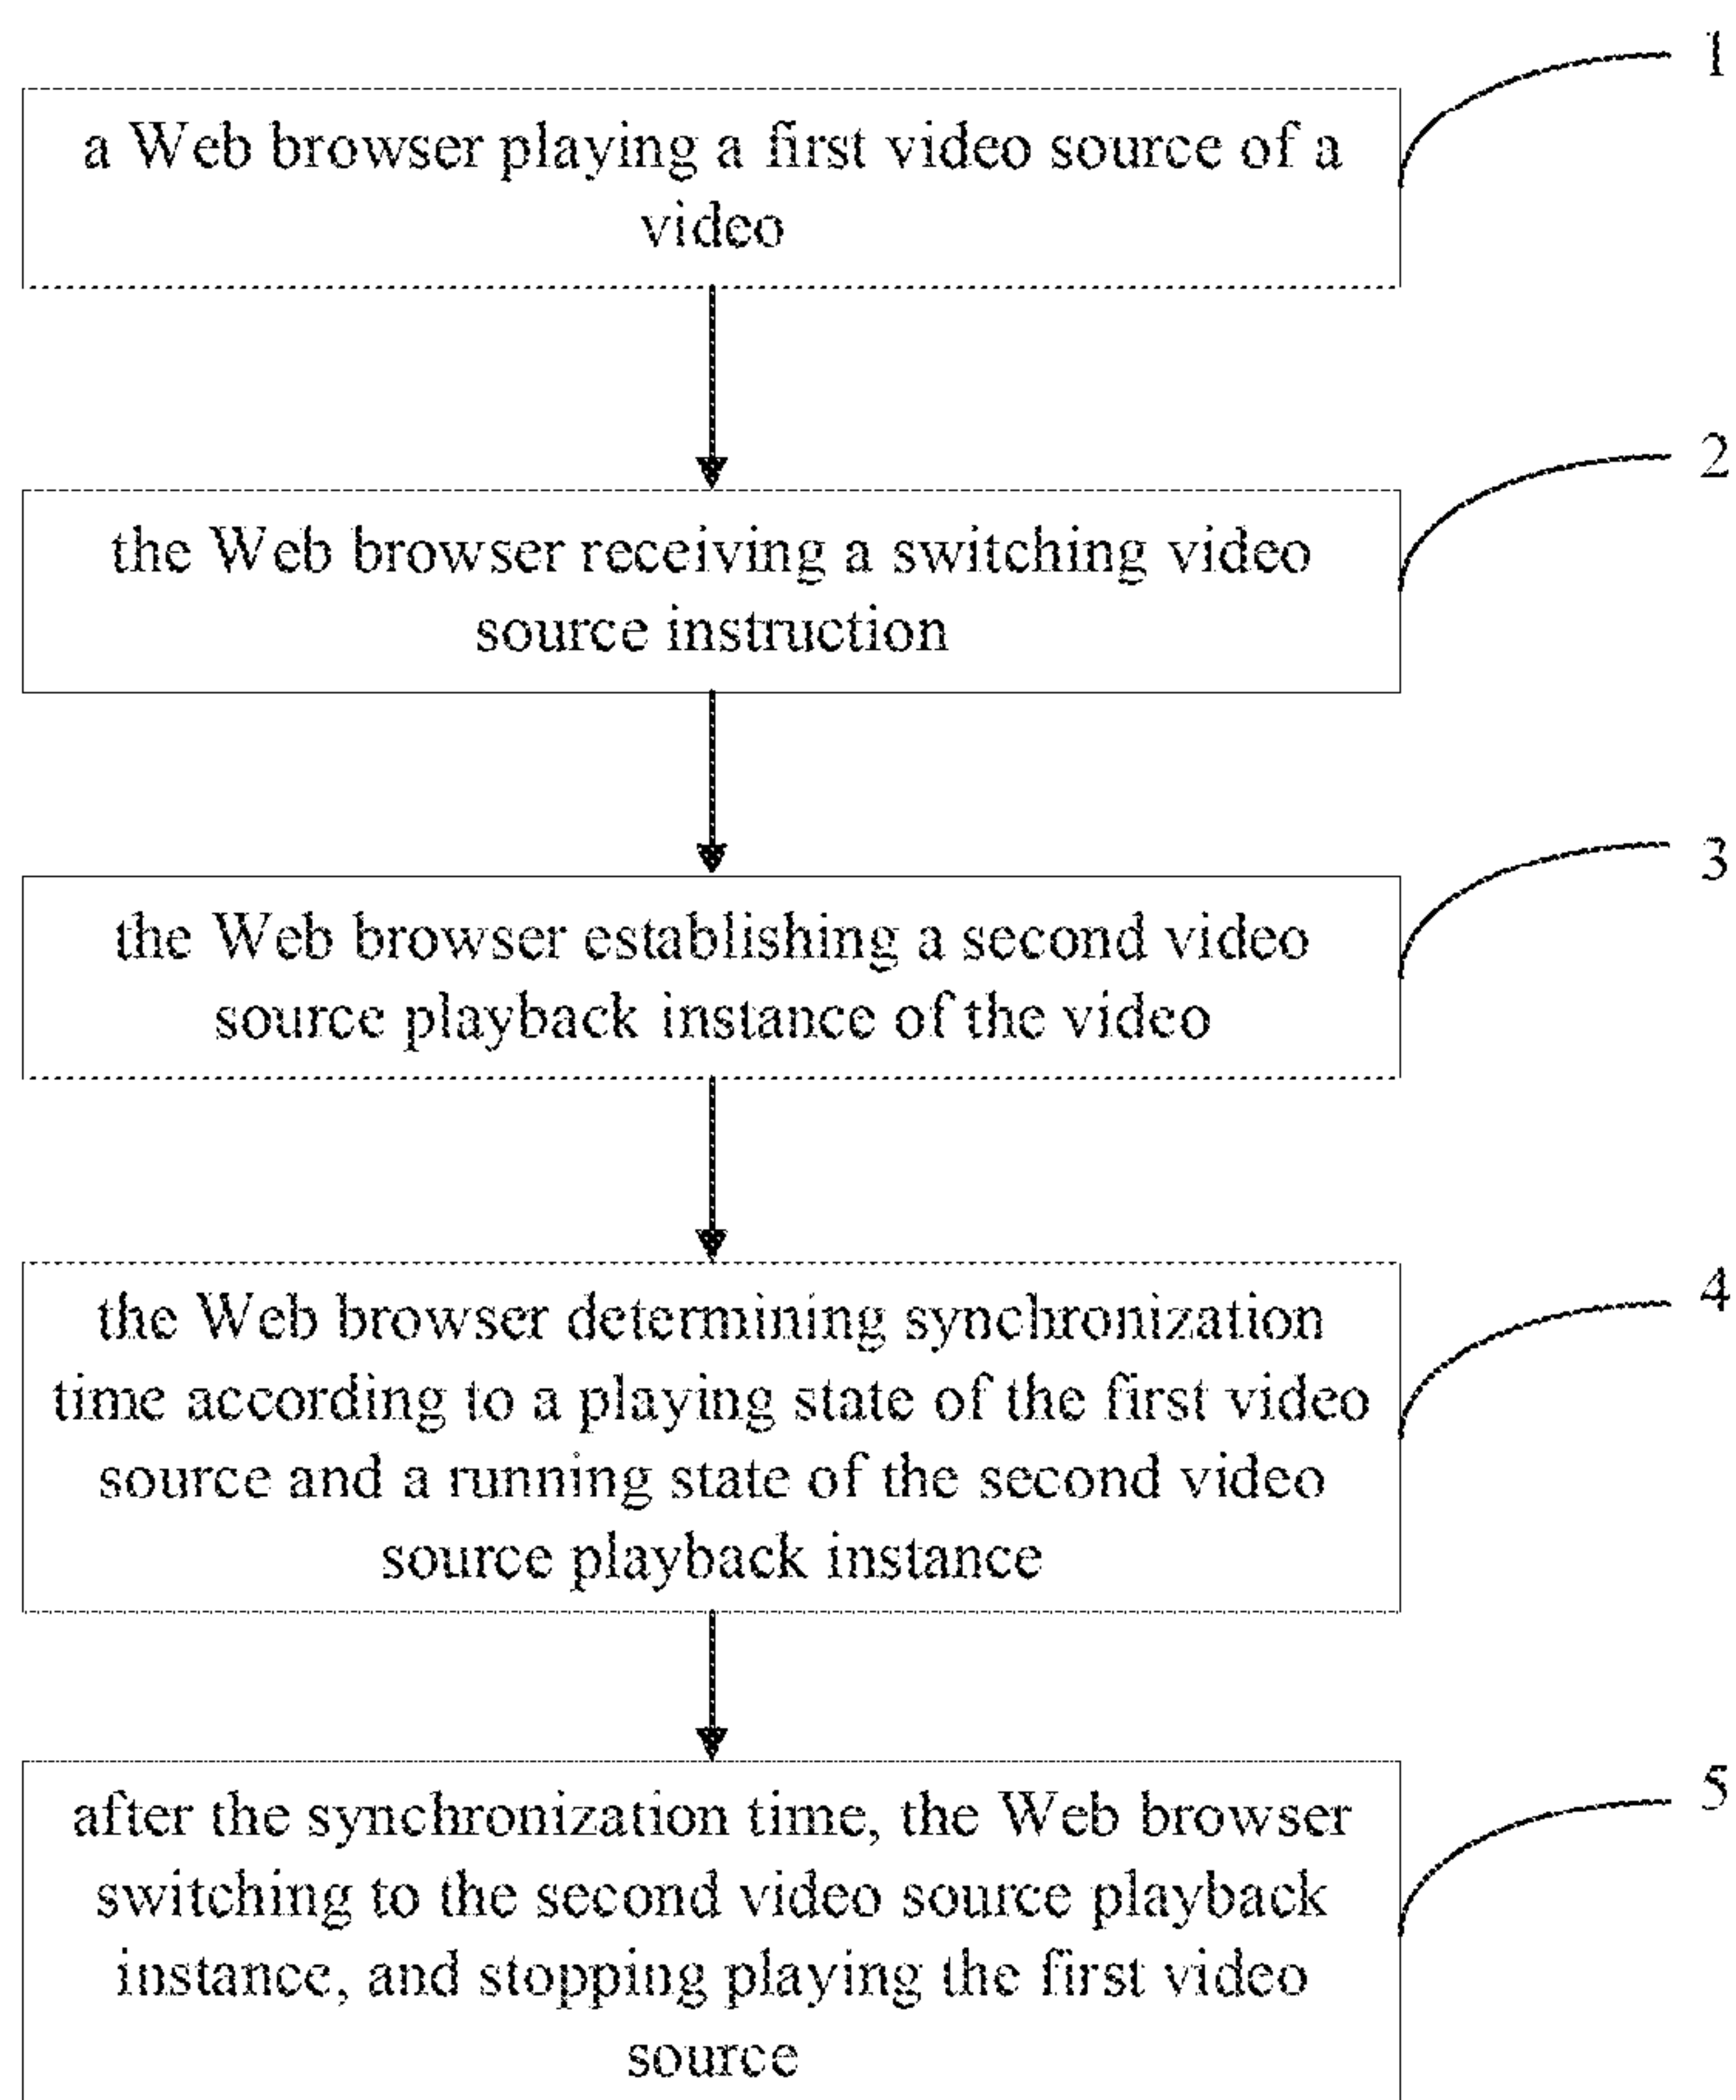 1
a Web browser playing a first video source of a
video
2
the Web browser receiving a switching video
source instruction
3
the Web browser establishing a second video
source playback instance of the video
4
the Web browser determining synchronization
time according to a playing state of the first video
source and a running state of the second video
source playback instance
5
after the synchronization time, the Web browser
switching to the second video source playback
instance, and stopping playing the first video
source